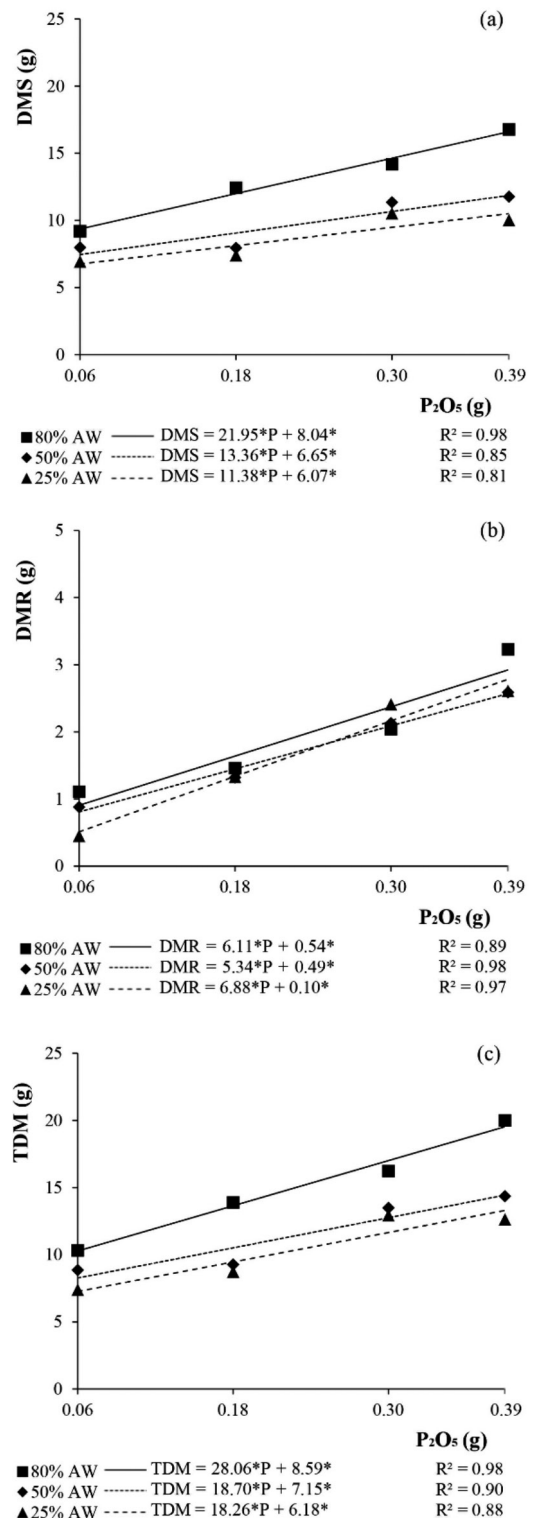 (a)
DMS (g)
25
20
15
10
5
0
0.06 0.18 0.30 0.39
P₂O₅ (g)
■ 80% AW DMS = 21.95*P + 8.04* R² = 0.98
◆ 50% AW DMS = 13.36*P + 6.65* R² = 0.85
▲ 25% AW DMS = 11.38*P + 6.07* R² = 0.81
(b)
DMR (g)
5
4
3
2
1
0
0.06 0.18 0.30 0.39
P₂O₅ (g)
■ 80% AW DMR = 6.11*P + 0.54* R² = 0.89
◆ 50% AW DMR = 5.34*P + 0.49* R² = 0.98
▲ 25% AW DMR = 6.88*P + 0.10* R² = 0.97
(c)
TDM (g)
25
20
15
10
5
0
0.06 0.18 0.30 0.39
P₂O₅ (g)
■ 80% AW TDM = 28.06*P + 8.59* R² = 0.98
◆ 50% AW TDM = 18.70*P + 7.15* R² = 0.90
▲ 25% AW TDM = 18.26*P + 6.18* R² = 0.88